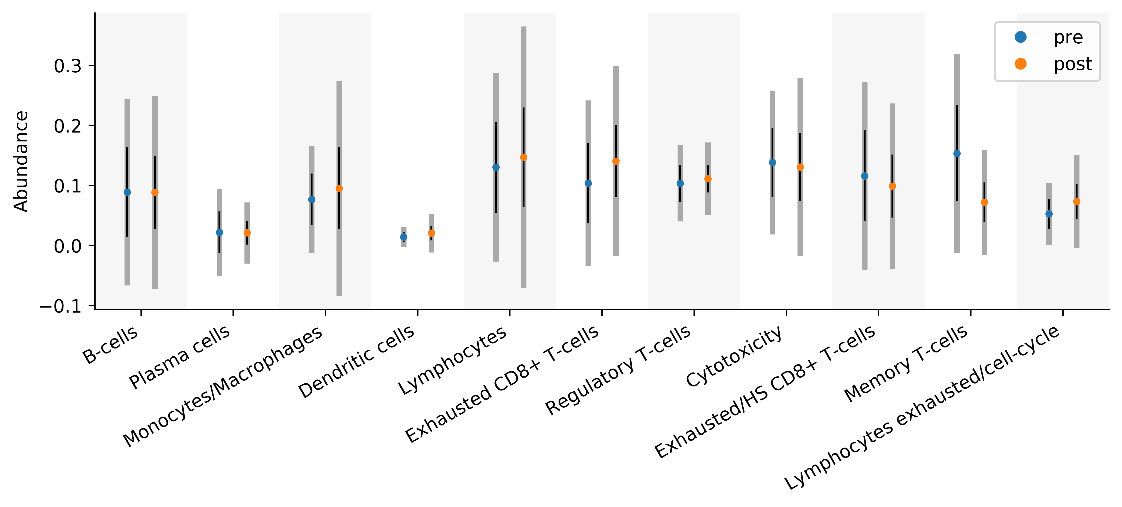 pre
post
0.3
0.2
0.1
0.0
−0.1
Abundance
B-cells
Plasma cells
Monocytes/Macrophages
Dendritic cells
Lymphocytes
Exhausted CD8+ T-cells
Regulatory T-cells
Cytotoxicity
Exhausted/HS CD8+ T-cells
Memory T-cells
Lymphocytes exhausted/cell-cycle